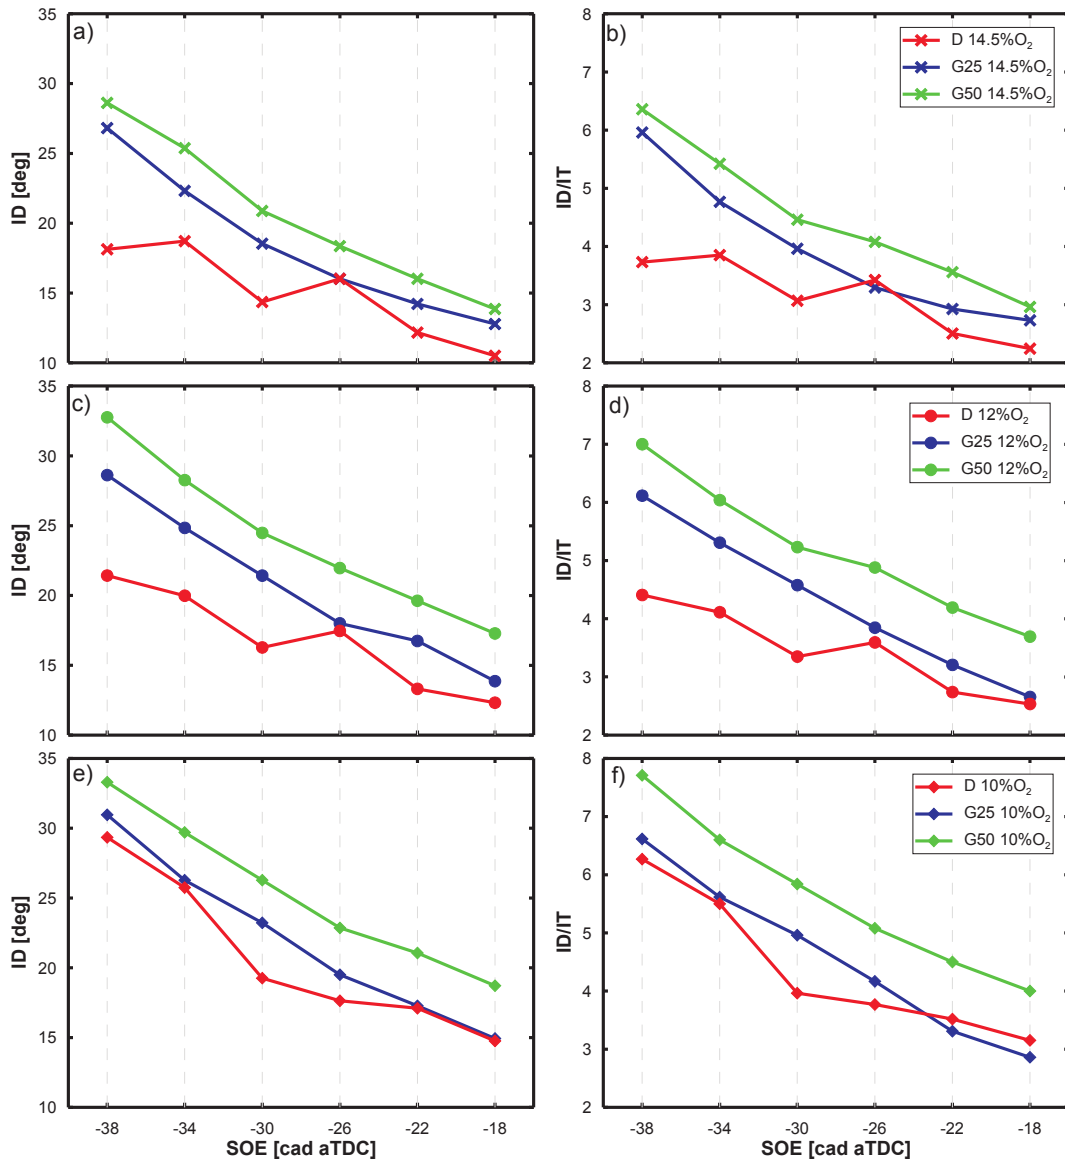 a)
35
30
25
20
15
10
ID [deg]
b)
8
7
6
5
4
3
2
ID/IT
D 14.5%O₂
G25 14.5%O₂
G50 14.5%O₂
c)
35
30
25
20
15
10
ID [deg]
d)
8
7
6
5
4
3
2
ID/IT
D 12%O₂
G25 12%O₂
G50 12%O₂
e)
35
30
25
20
15
10
ID [deg]
-38 -34 -30 -26 -22 -18
SOE [cad aTDC]
f)
8
7
6
5
4
3
2
ID/IT
D 10%O₂
G25 10%O₂
G50 10%O₂
-38 -34 -30 -26 -22 -18
SOE [cad aTDC]